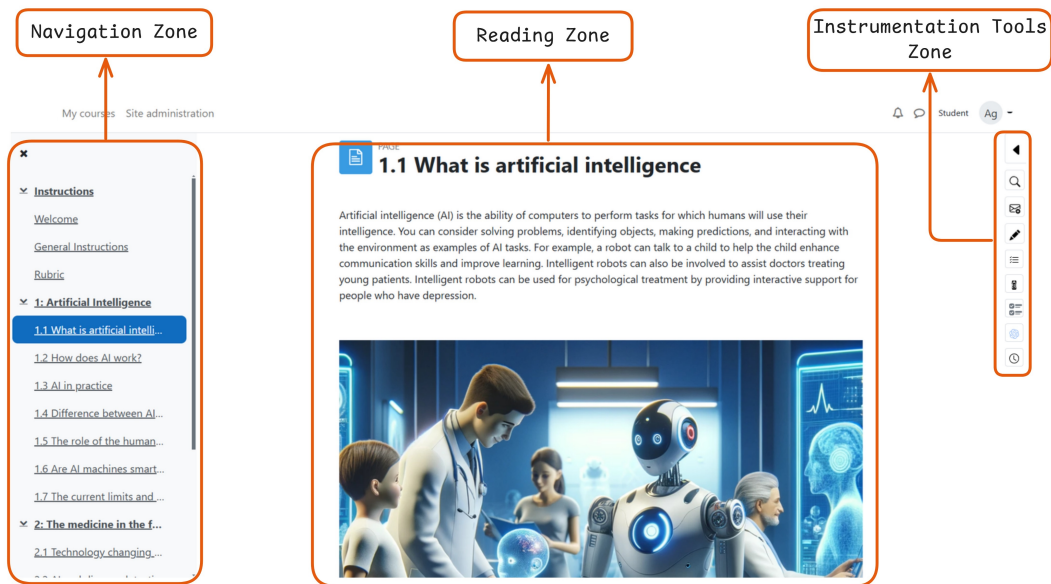 Navigation Zone
Reading Zone
Instrumentation Tools
Zone
My courses Site administration
Student Ag
Instructions
Welcome
General Instructions
Rubric
1: Artificial Intelligence
1.1 What is artificial intelli...
1.2 How does AI work?
1.3 AI in practice
1.4 Difference between AI...
1.5 The role of the human...
1.6 Are AI machines smart...
1.7 The current limits and ...
2: The medicine in the f...
2.1 Technology changing ...
PAGE
1.1 What is artificial intelligence
Artificial intelligence (AI) is the ability of computers to perform tasks for which humans will use their
intelligence. You can consider solving problems, identifying objects, making predictions, and interacting with
the environment as examples of AI tasks. For example, a robot can talk to a child to help the child enhance
communication skills and improve learning. Intelligent robots can also be involved to assist doctors treating
young patients. Intelligent robots can be used for psychological treatment by providing interactive support for
people who have depression.